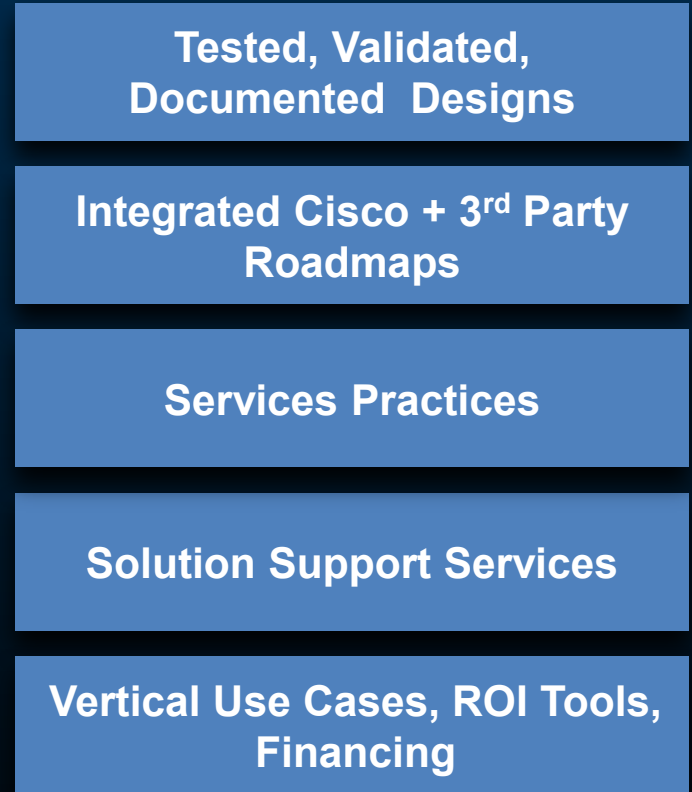 Tested, Validated,
Documented  Designs
Integrated Cisco + 3rd Party
Roadmaps
Services Practices
Solution Support Services
Vertical Use Cases, ROI Tools,
Financing